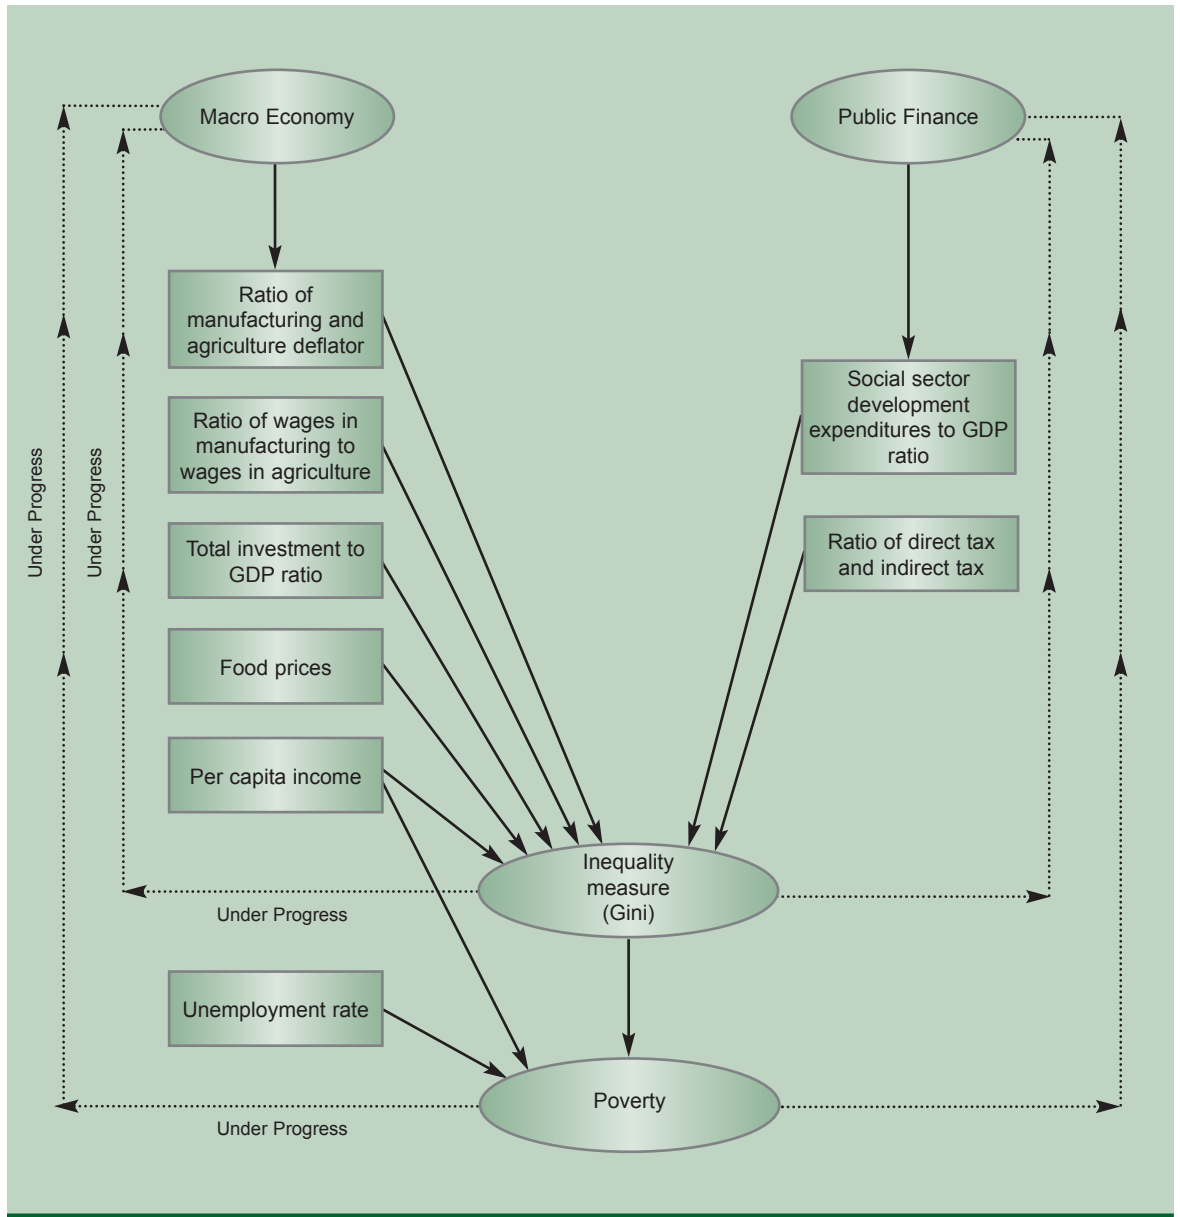 Macro Economy
Public Finance
Ratio of
manufacturing and
agriculture deflator
Social sector
development
expenditures to GDP
ratio
Ratio of wages in
manufacturing to
wages in agriculture
Under Progress
Under Progress
Total investment to
GDP ratio
Ratio of direct tax
and indirect tax
Food prices
Per capita income
Inequality
measure
(Gini)
Under Progress
Unemployment rate
Poverty
Under Progress